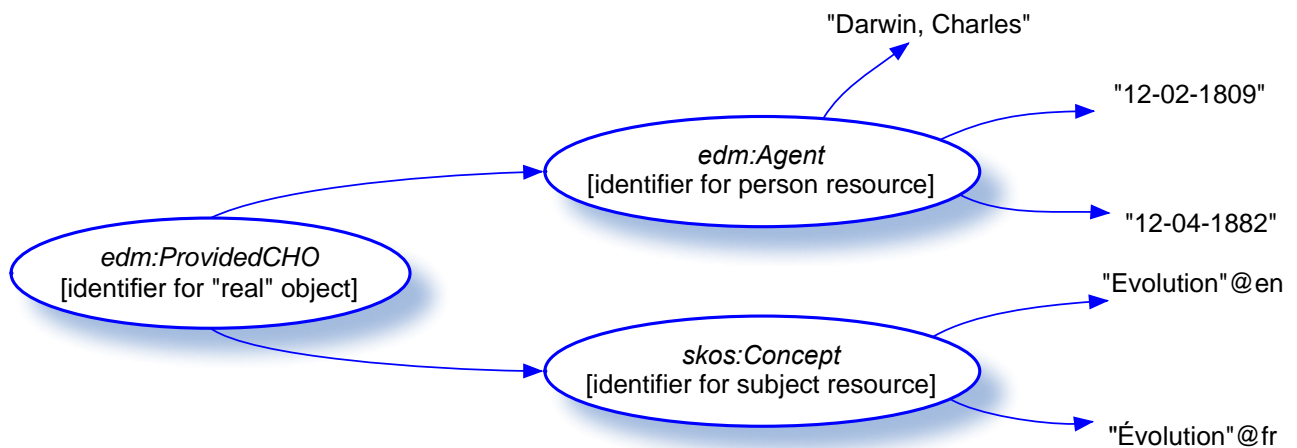 "Darwin, Charles"
"12-02-1809"
edm:Agent
[identifier for person resource]
"12-04-1882"
edm:ProvidedCHO
[identifier for "real" object]
"Evolution"@en
skos:Concept
[identifier for subject resource]
"Évolution"@fr